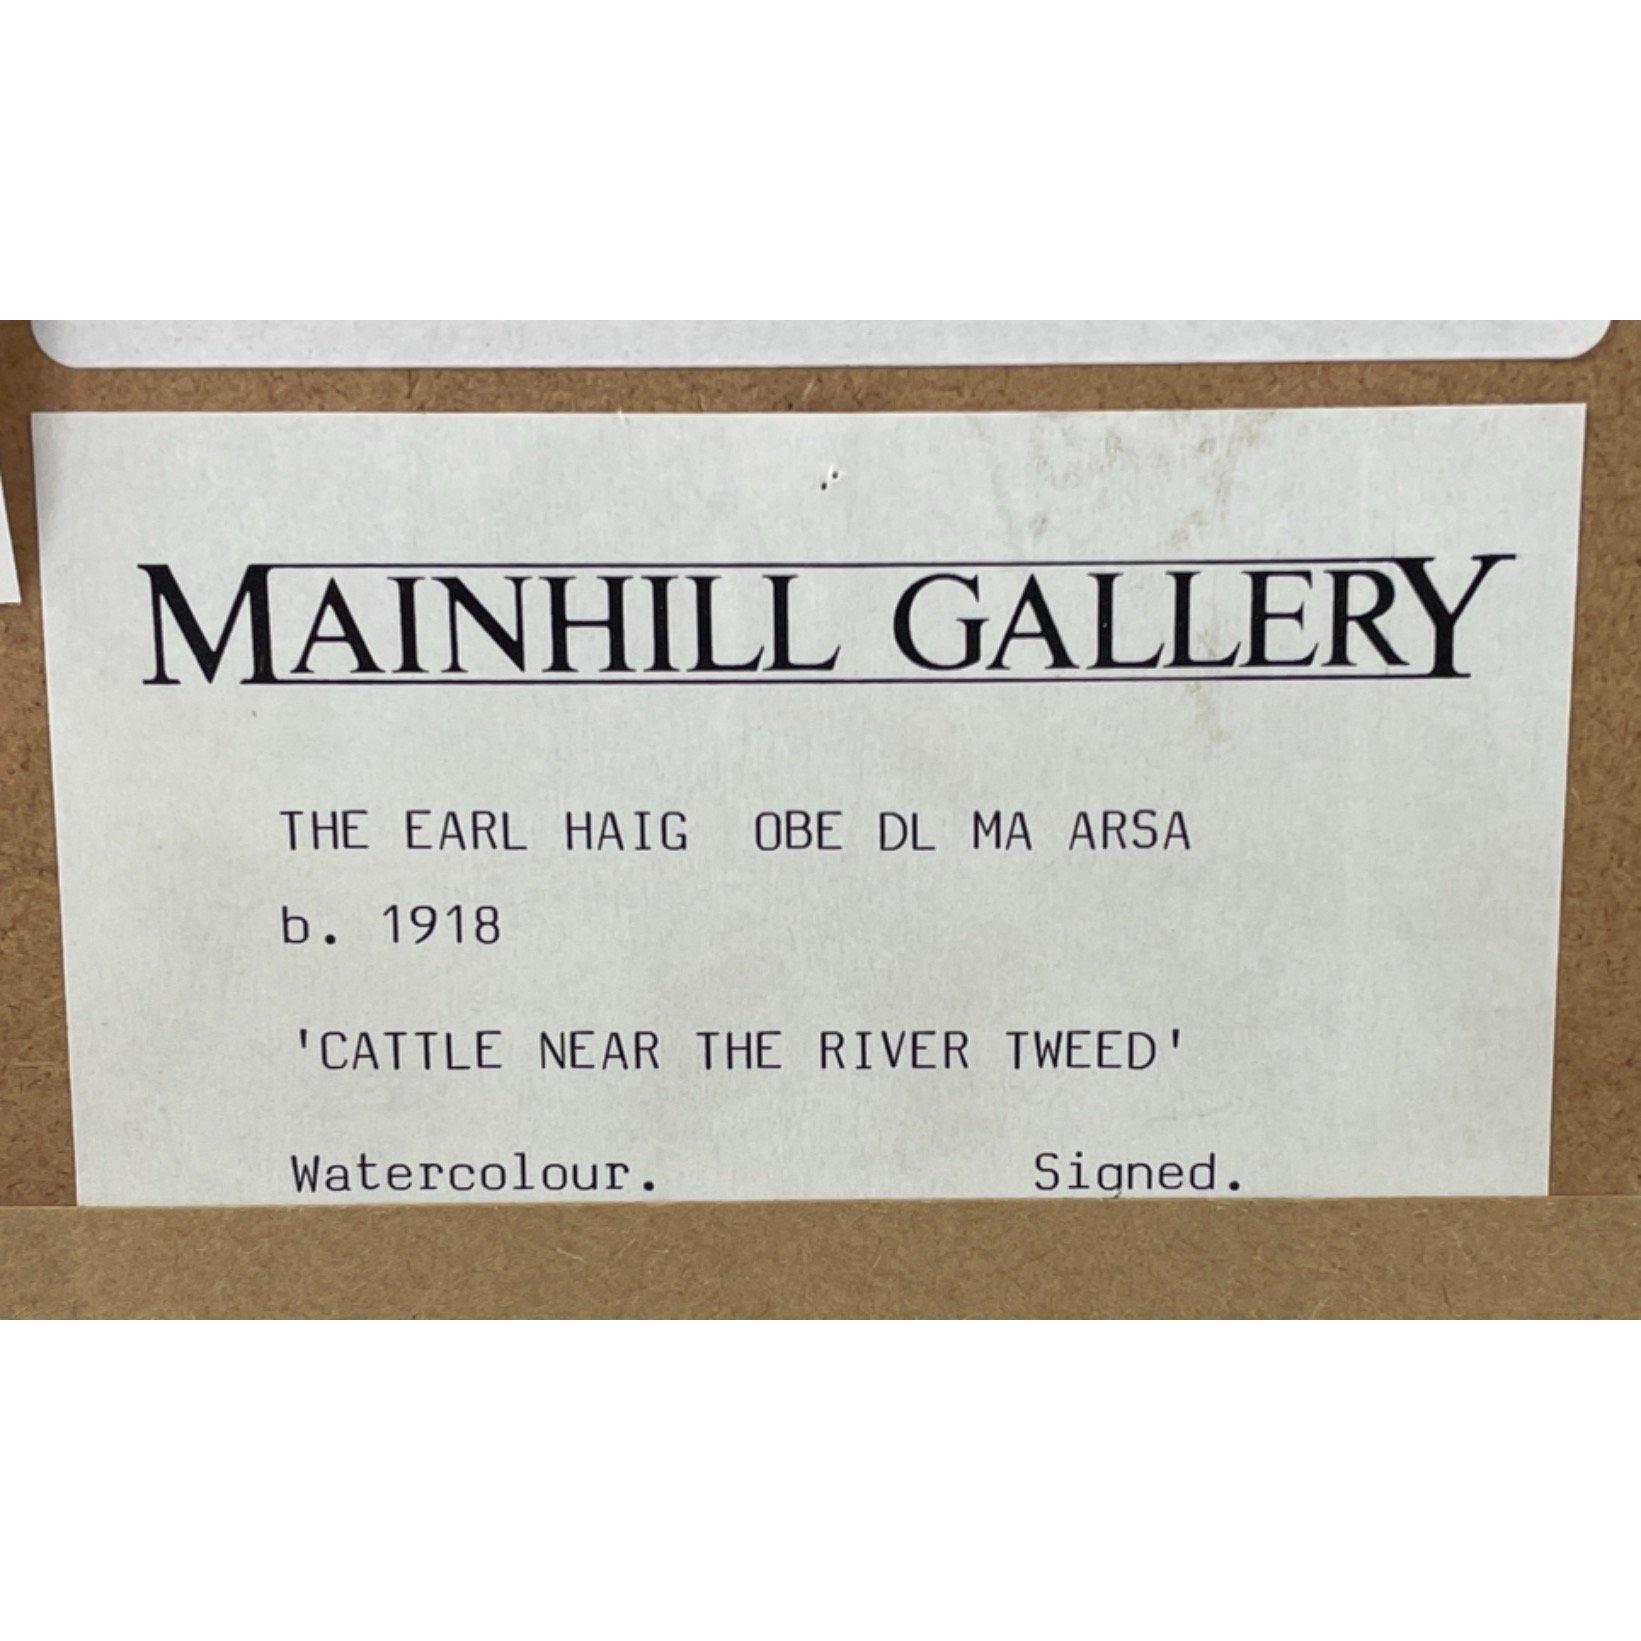 MAINHILL GALLERY
THE EARL HAIG OBE DL MA ARSA
b. 1918
'CATTLE NEAR THE RIVER TWEED'
Watercolour. Signed.